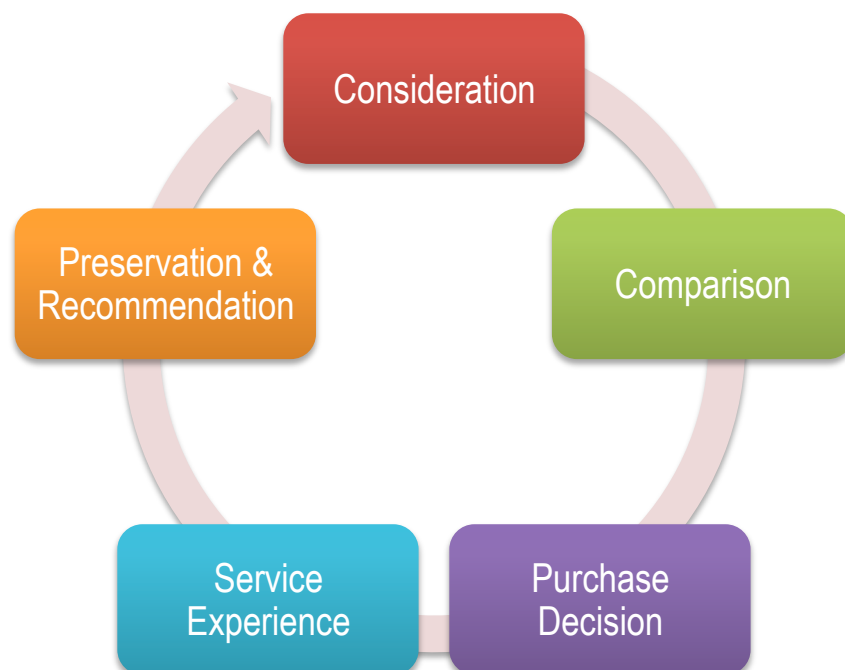 Consideration
Comparison
Purchase
Decision
Service
Experience
Preservation &
Recommendation